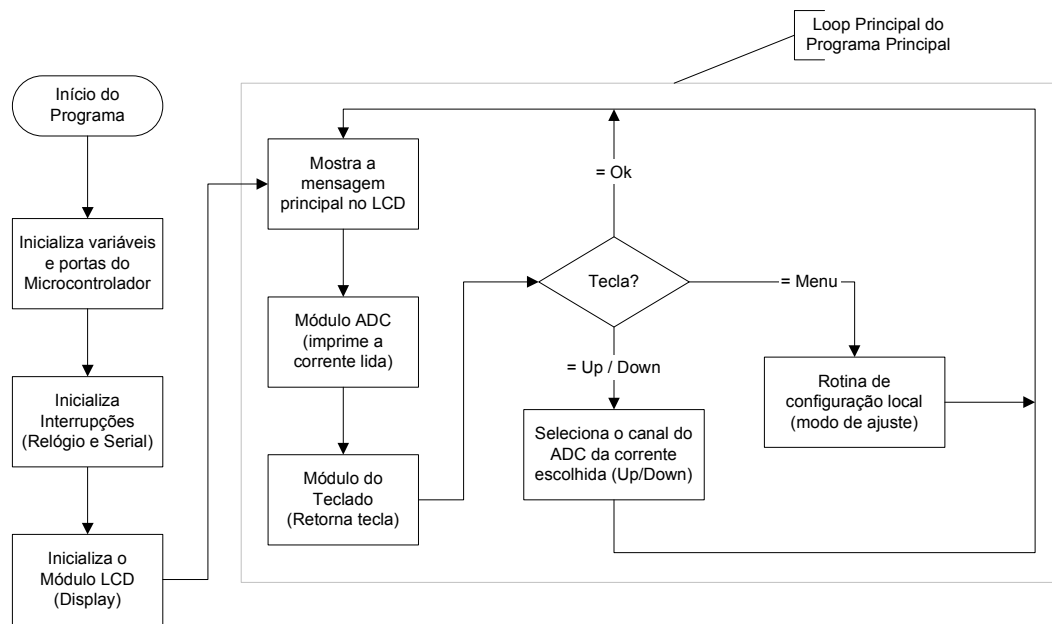 Loop Principal do
Programa Principal
Início do
Programa
Inicializa variáveis
e portas do
Microcontrolador
Inicializa
Interrupções
(Relógio e Serial)
Inicializa o
Módulo LCD
(Display)
Mostra a
mensagem
principal no LCD
Módulo ADC
(imprime a
corrente lida)
Módulo do
Teclado
(Retorna tecla)
= Ok
Tecla?
= Menu
= Up / Down
Seleciona o canal do
ADC da corrente
escolhida (Up/Down)
Rotina de
configuração local
(modo de ajuste)